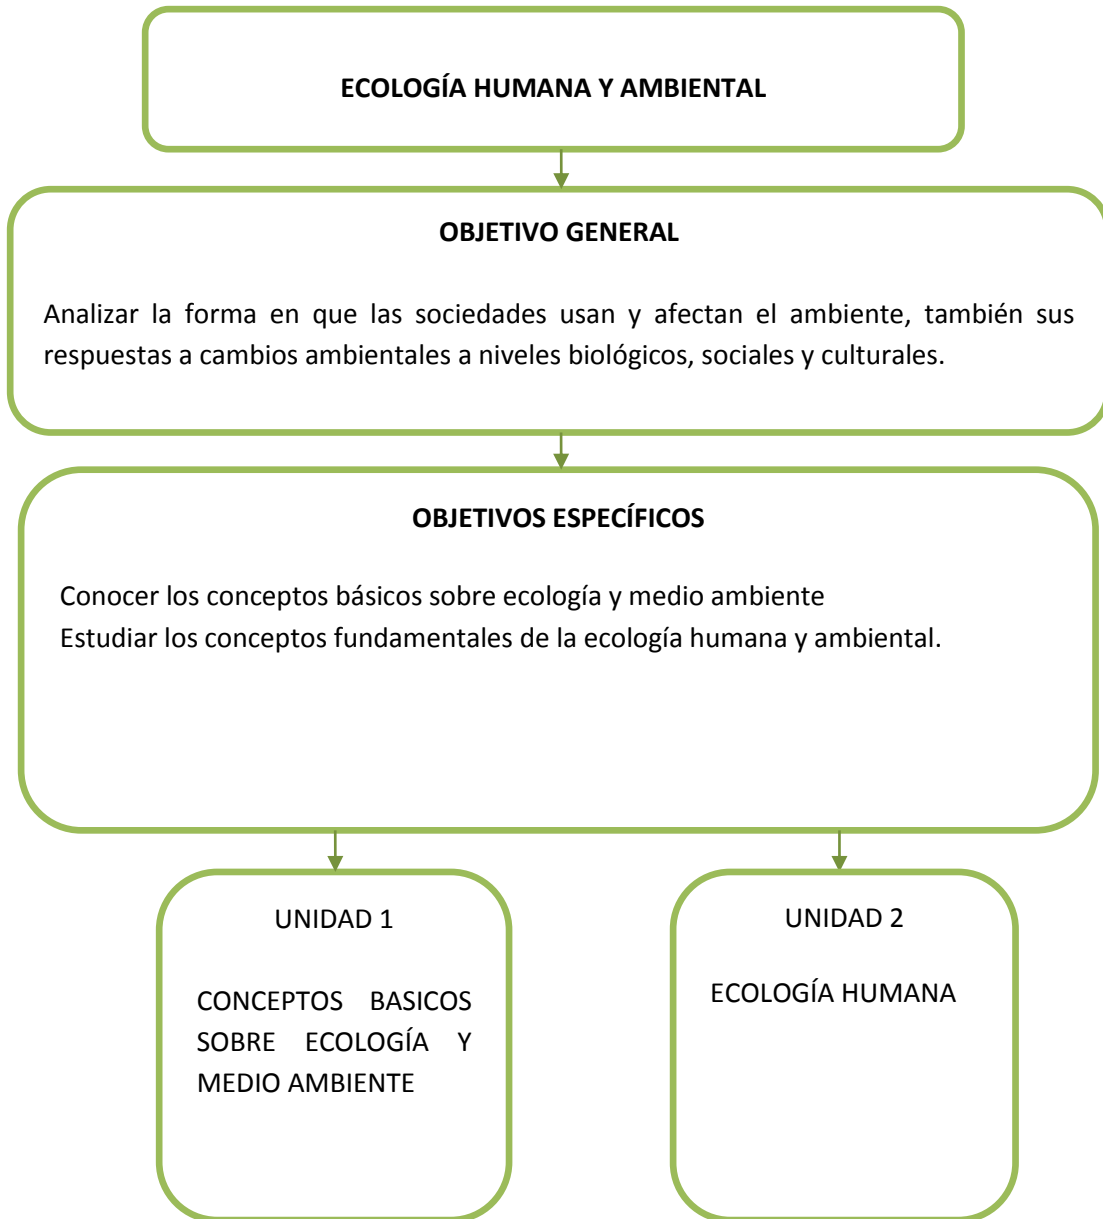 ECOLOGÍA HUMANA Y AMBIENTAL
OBJETIVO GENERAL
Analizar la forma en que las sociedades usan y afectan el ambiente, también sus
respuestas a cambios ambientales a niveles biológicos, sociales y culturales.
OBJETIVOS ESPECÍFICOS
Conocer los conceptos básicos sobre ecología y medio ambiente
Estudiar los conceptos fundamentales de la ecología humana y ambiental.
UNIDAD 1
CONCEPTOS BASICOS
SOBRE ECOLOGÍA Y
MEDIO AMBIENTE
UNIDAD 2
ECOLOGÍA HUMANA